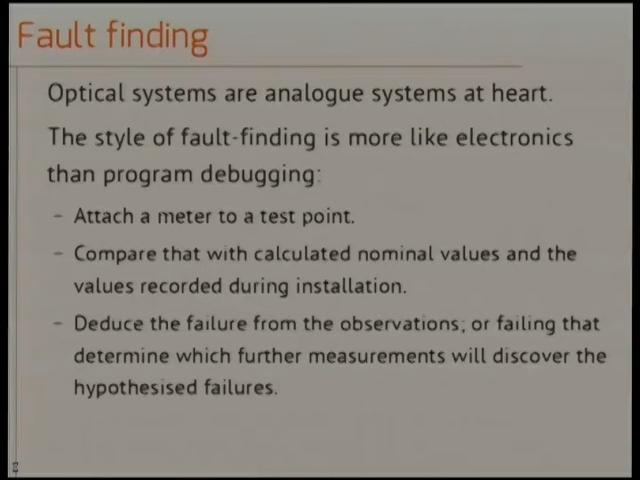 Fault finding
Optical systems are analogue systems at heart.
The style of fault-finding is more like electronics
than program debugging:
– Attach a meter to a test point.
– Compare that with calculated nominal values and the
values recorded during installation.
– Deduce the failure from the observations; or failing that
determine which further measurements will discover the
hypothesised failures.